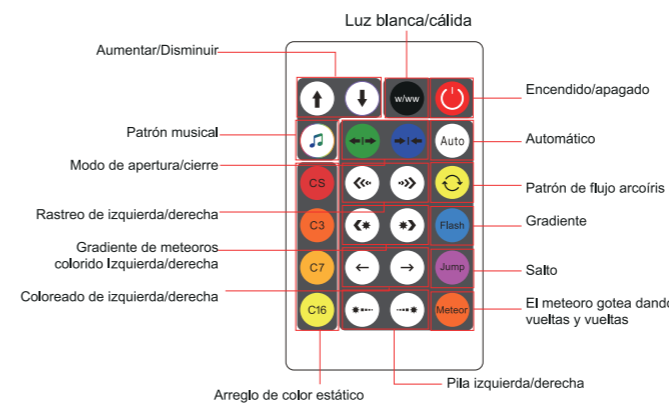 Luz blanca/cálida
Aumentar/Disminuir
w/ww
Encendido/apagado
Patrón musical
Auto
Automático
Modo de apertura/cierre
CS
Patrón de flujo arcoíris
Rastreo de izquierda/derecha
C3
Flash
Gradiente
Gradiente de meteoros
colorido Izquierda/derecha
C7
Jump
Salto
Coloreado de izquierda/derecha
C16
Meteor
El meteoro gotea dando
vueltas y vueltas
Pila izquierda/derecha
Arreglo de color estático